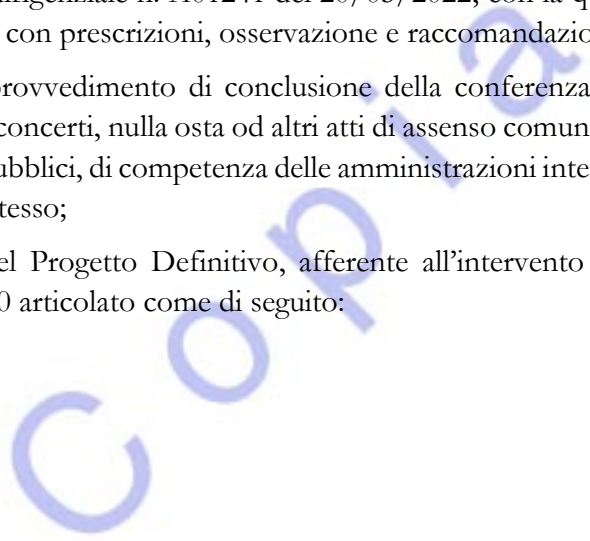 con prescrizioni, osservazione e raccomandazio
rovvedimento di conclusione della conferenza
concerti, nulla osta od altri atti di assenso comun
ubblici, di competenza delle amministrazioni inte
tesso;
el Progetto Definitivo, afferente all'intervento
0 articolato come di seguito:
Copia